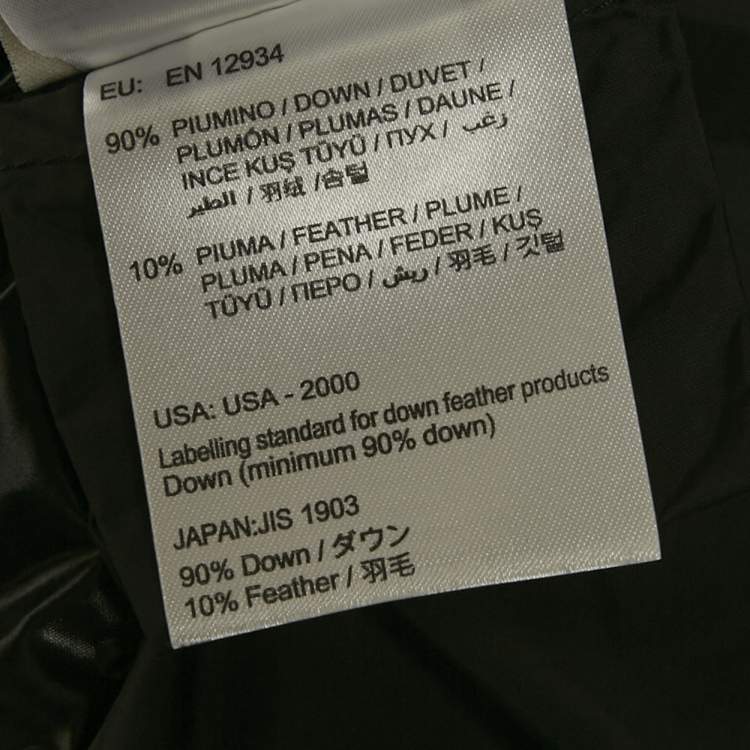 EU: EN 12934
90% PIUMINO / DOWN / DUVET /
PLUMÓN / PLUMAS / DAUNE /
INCE KUŞ TÜYÜ / ПУХ / زغب
الطير / 羽绒 /솜털
10% PIUMA / FEATHER / PLUME /
PLUMA / PENA / FEDER / KUŞ
TÜYÜ / ПЕРО / ريش / 羽毛 / 깃털
USA: USA - 2000
Labelling standard for down feather products
Down (minimum 90% down)
JAPAN:JIS 1903
90% Down / ダウン
10% Feather / 羽毛